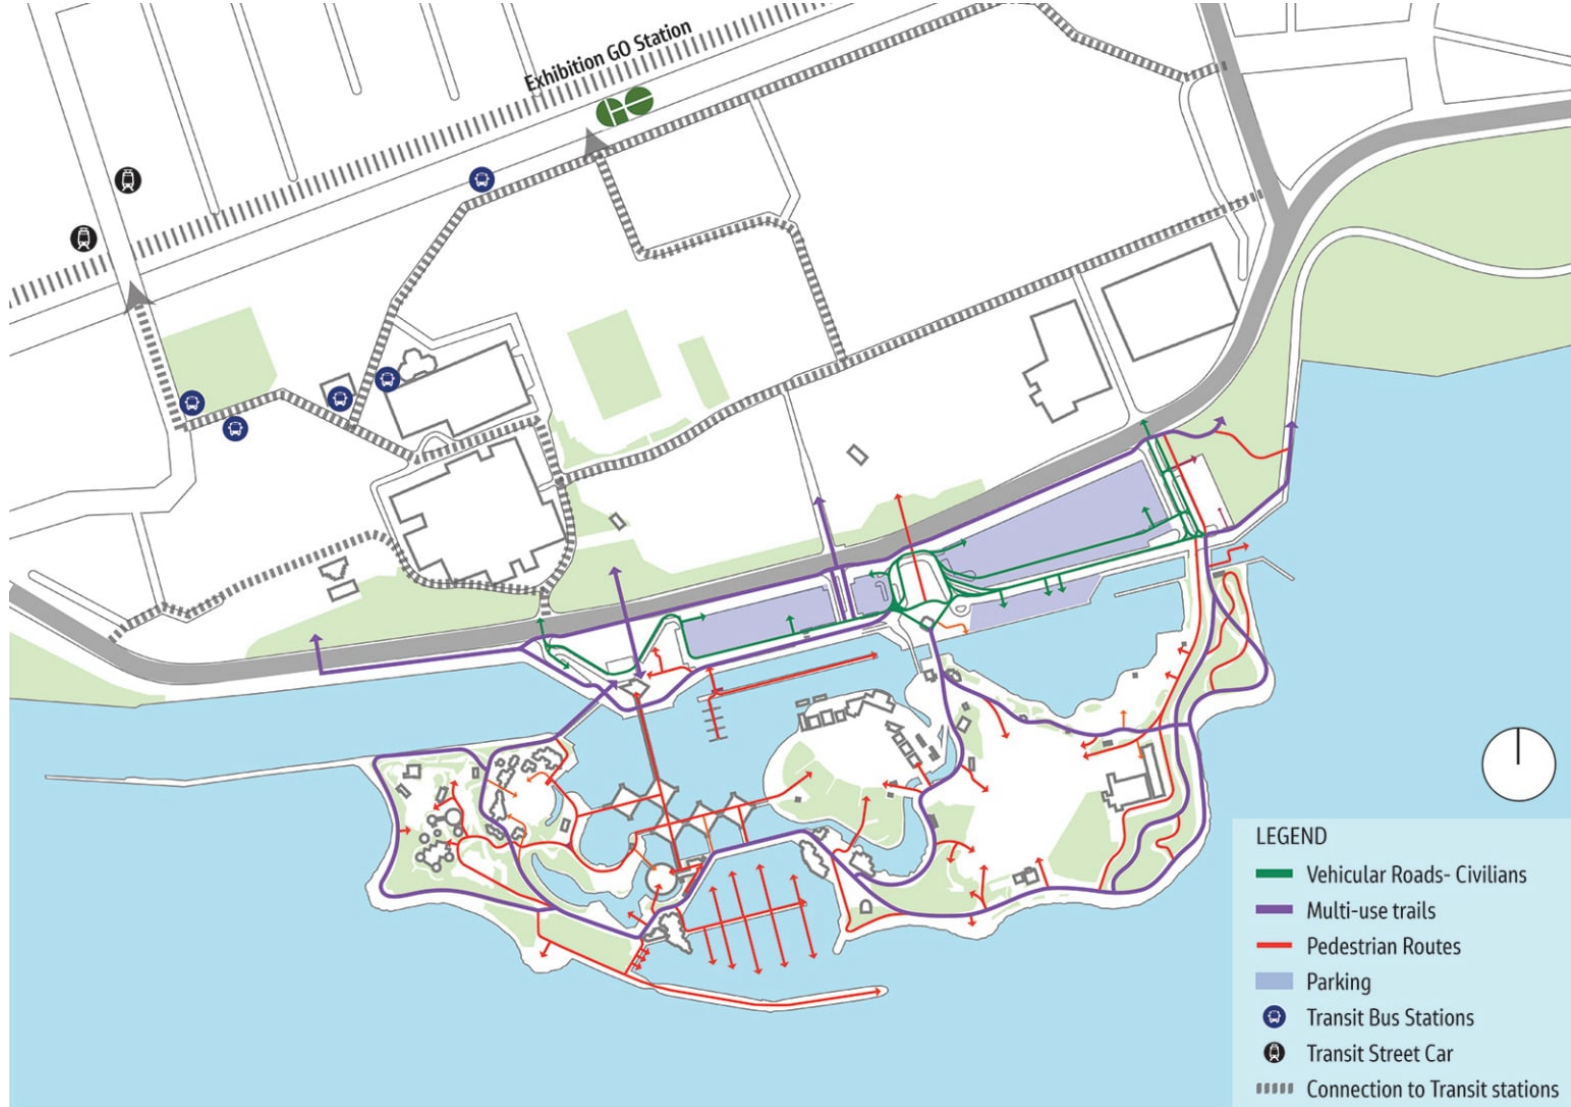 Exhibition GO Station
GO
LEGEND
Vehicular Roads- Civilians
Multi-use trails
Pedestrian Routes
Parking
Transit Bus Stations
Transit Street Car
Connection to Transit stations